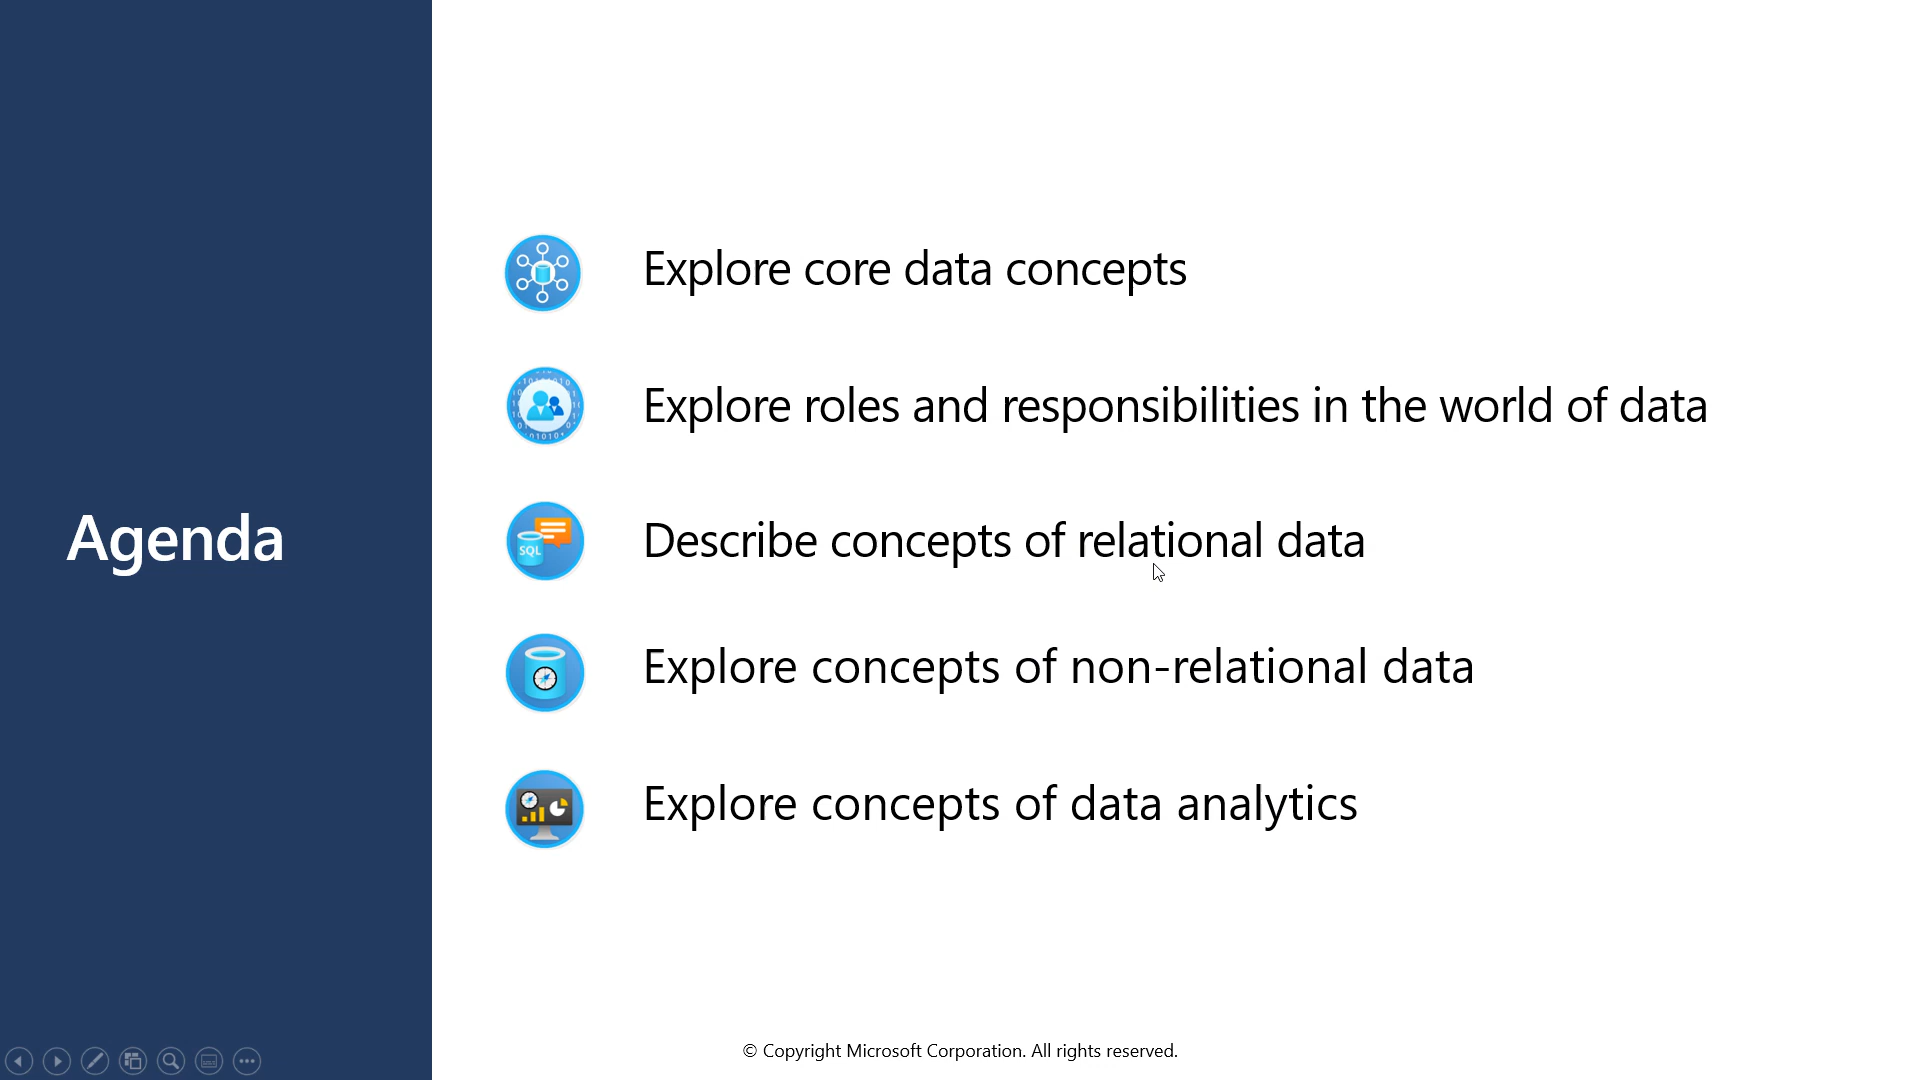 Agenda
Explore core data concepts
Explore roles and responsibilities in the world of data
SQL
Describe concepts of relational data
Explore concepts of non-relational data
Explore concepts of data analytics
© Copyright Microsoft Corporation. All rights reserved.